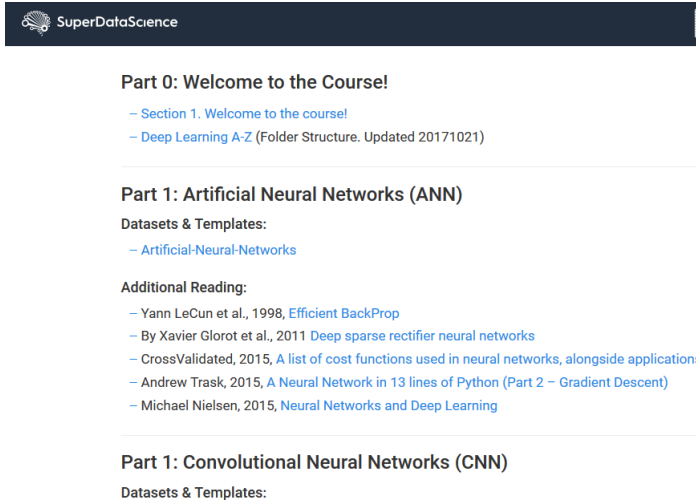 SuperDataScience
Part 0: Welcome to the Course!
– Section 1. Welcome to the course!
– Deep Learning A-Z (Folder Structure. Updated 20171021)
Part 1: Artificial Neural Networks (ANN)
Datasets & Templates:
– Artificial-Neural-Networks
Additional Reading:
– Yann LeCun et al., 1998, Efficient BackProp
– By Xavier Glorot et al., 2011 Deep sparse rectifier neural networks
– CrossValidated, 2015, A list of cost functions used in neural networks, alongside applications
– Andrew Trask, 2015, A Neural Network in 13 lines of Python (Part 2 – Gradient Descent)
– Michael Nielsen, 2015, Neural Networks and Deep Learning
Part 1: Convolutional Neural Networks (CNN)
Datasets & Templates: